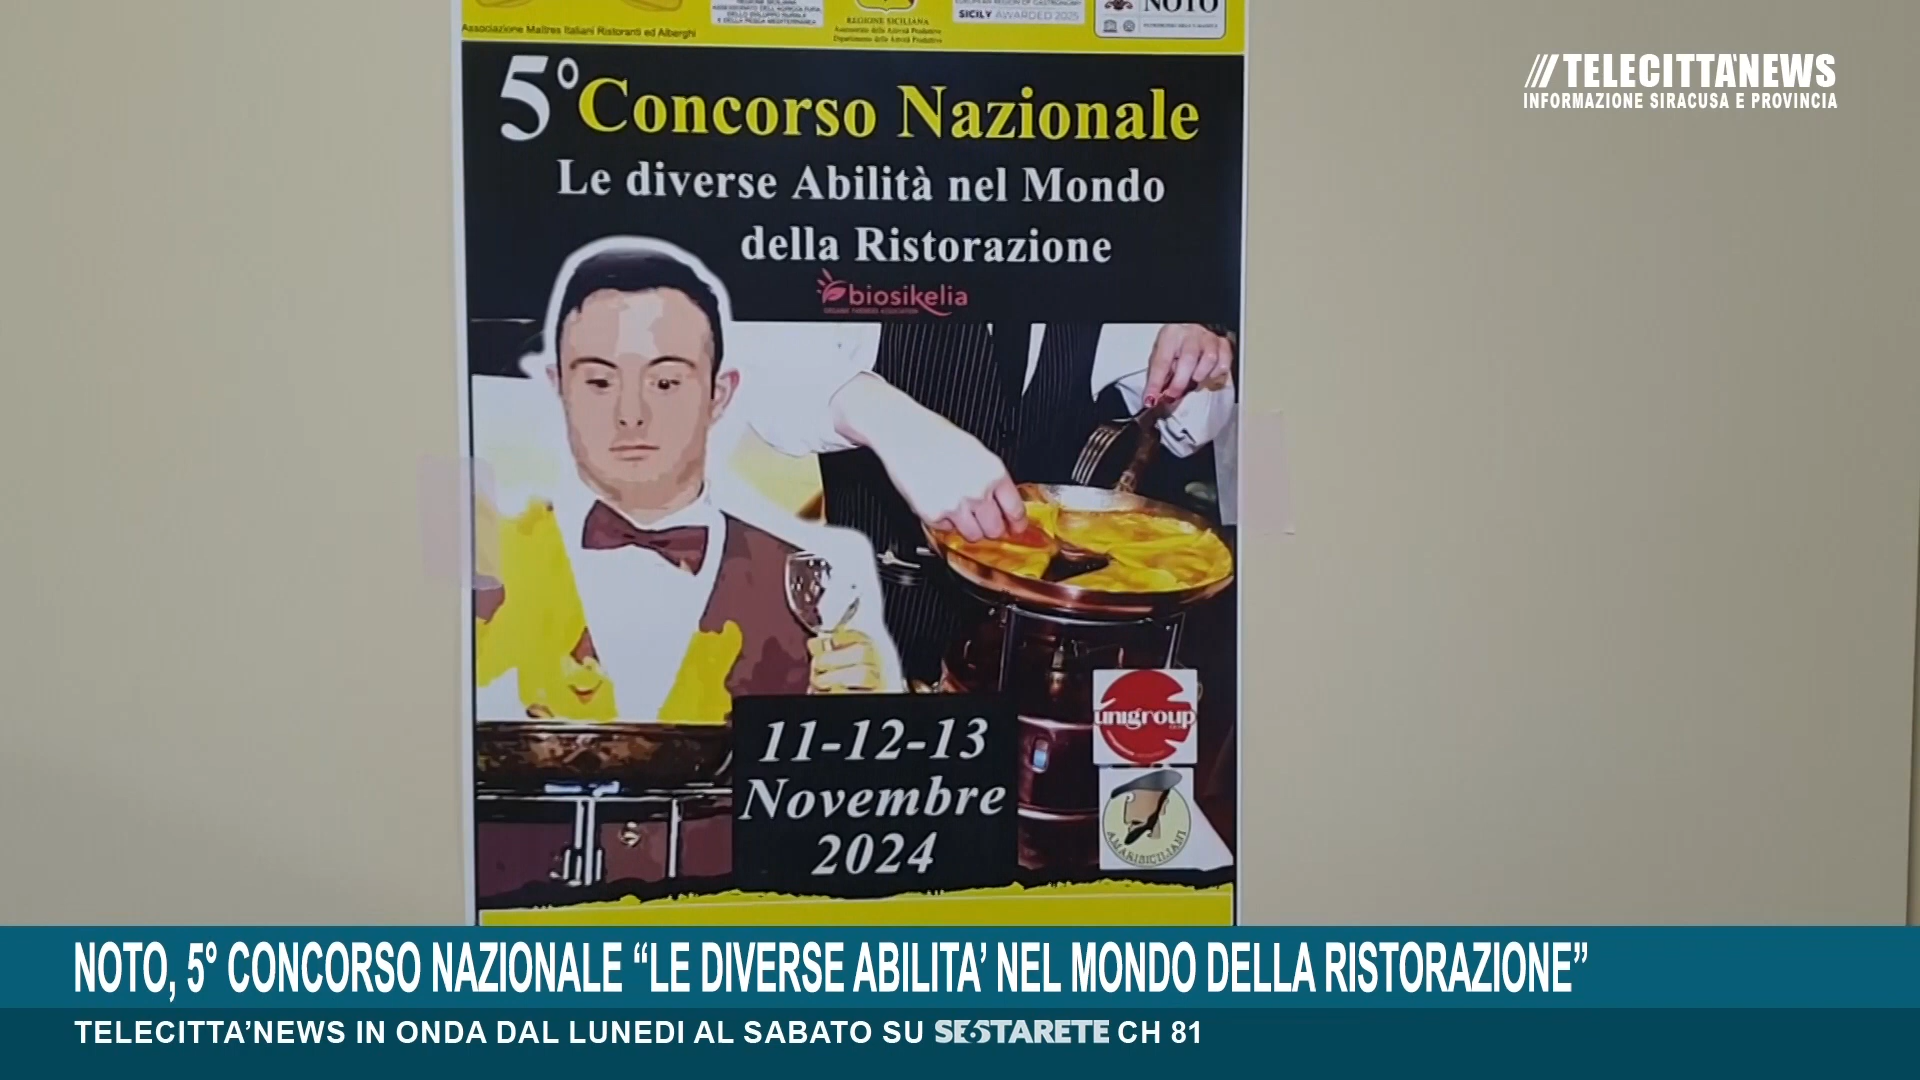 Associazione Maitres Italiani Ristoranti ed Alberghi
REGIONE SICILIANA
SICILY AWARDED 2025
NOTO
TELECITTA'NEWS
INFORMAZIONE SIRACUSA E PROVINCIA
5° Concorso Nazionale
Le diverse Abilità nel Mondo
della Ristorazione
biosikelia
unigroup
AMARISICILIANI
11-12-13
Novembre
2024
NOTO, 5° CONCORSO NAZIONALE “LE DIVERSE ABILITA’ NEL MONDO DELLA RISTORAZIONE”
TELECITTA’NEWS IN ONDA DAL LUNEDI AL SABATO SU SESTARETE CH 81